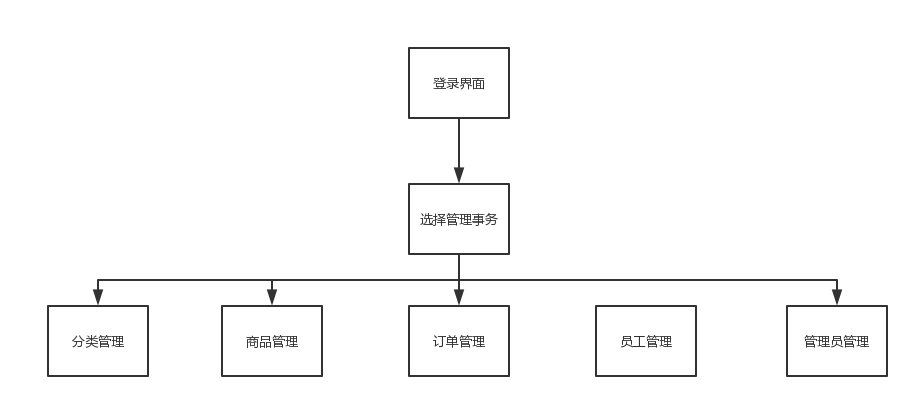 登录界面
选择管理事务
分类管理
商品管理
订单管理
员工管理
管理员管理